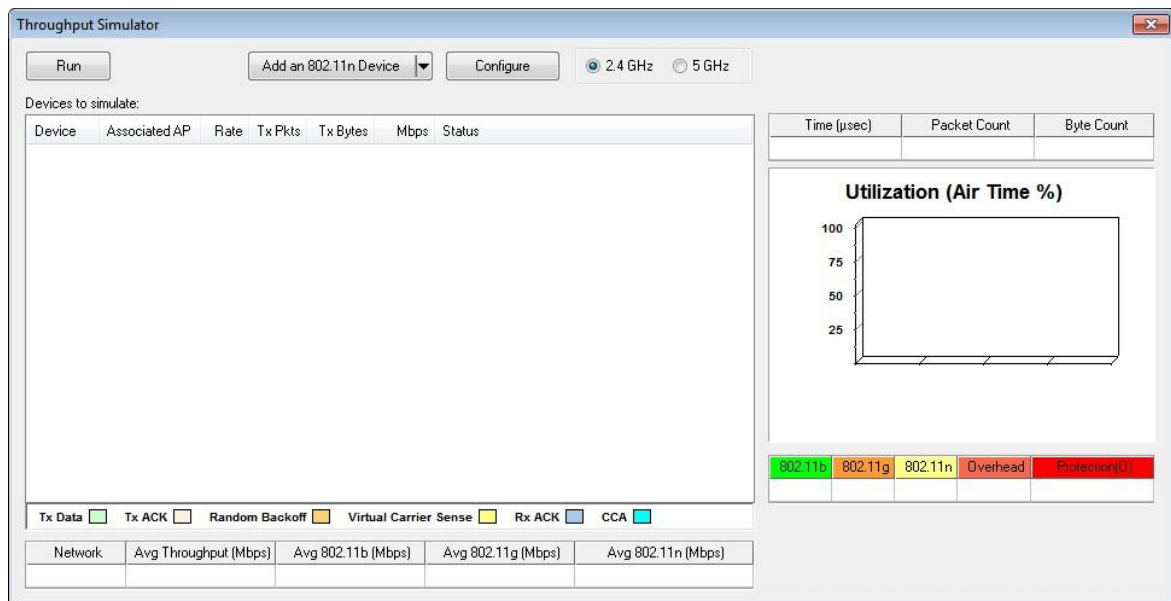 Throughput Simulator
Run
Add an 802.11n Device
Configure
2.4 GHz
5 GHz
Devices to simulate:
Device Associated AP Rate Tx Pkts Tx Bytes Mbps Status
Time (µsec) Packet Count Byte Count
Utilization (Air Time %)
100
75
50
25
802.11b 802.11g 802.11n Overhead Protection(0)
Tx Data Tx ACK Random Backoff Virtual Carrier Sense Rx ACK CCA
Network Avg Throughput (Mbps) Avg 802.11b (Mbps) Avg 802.11g (Mbps) Avg 802.11n (Mbps)